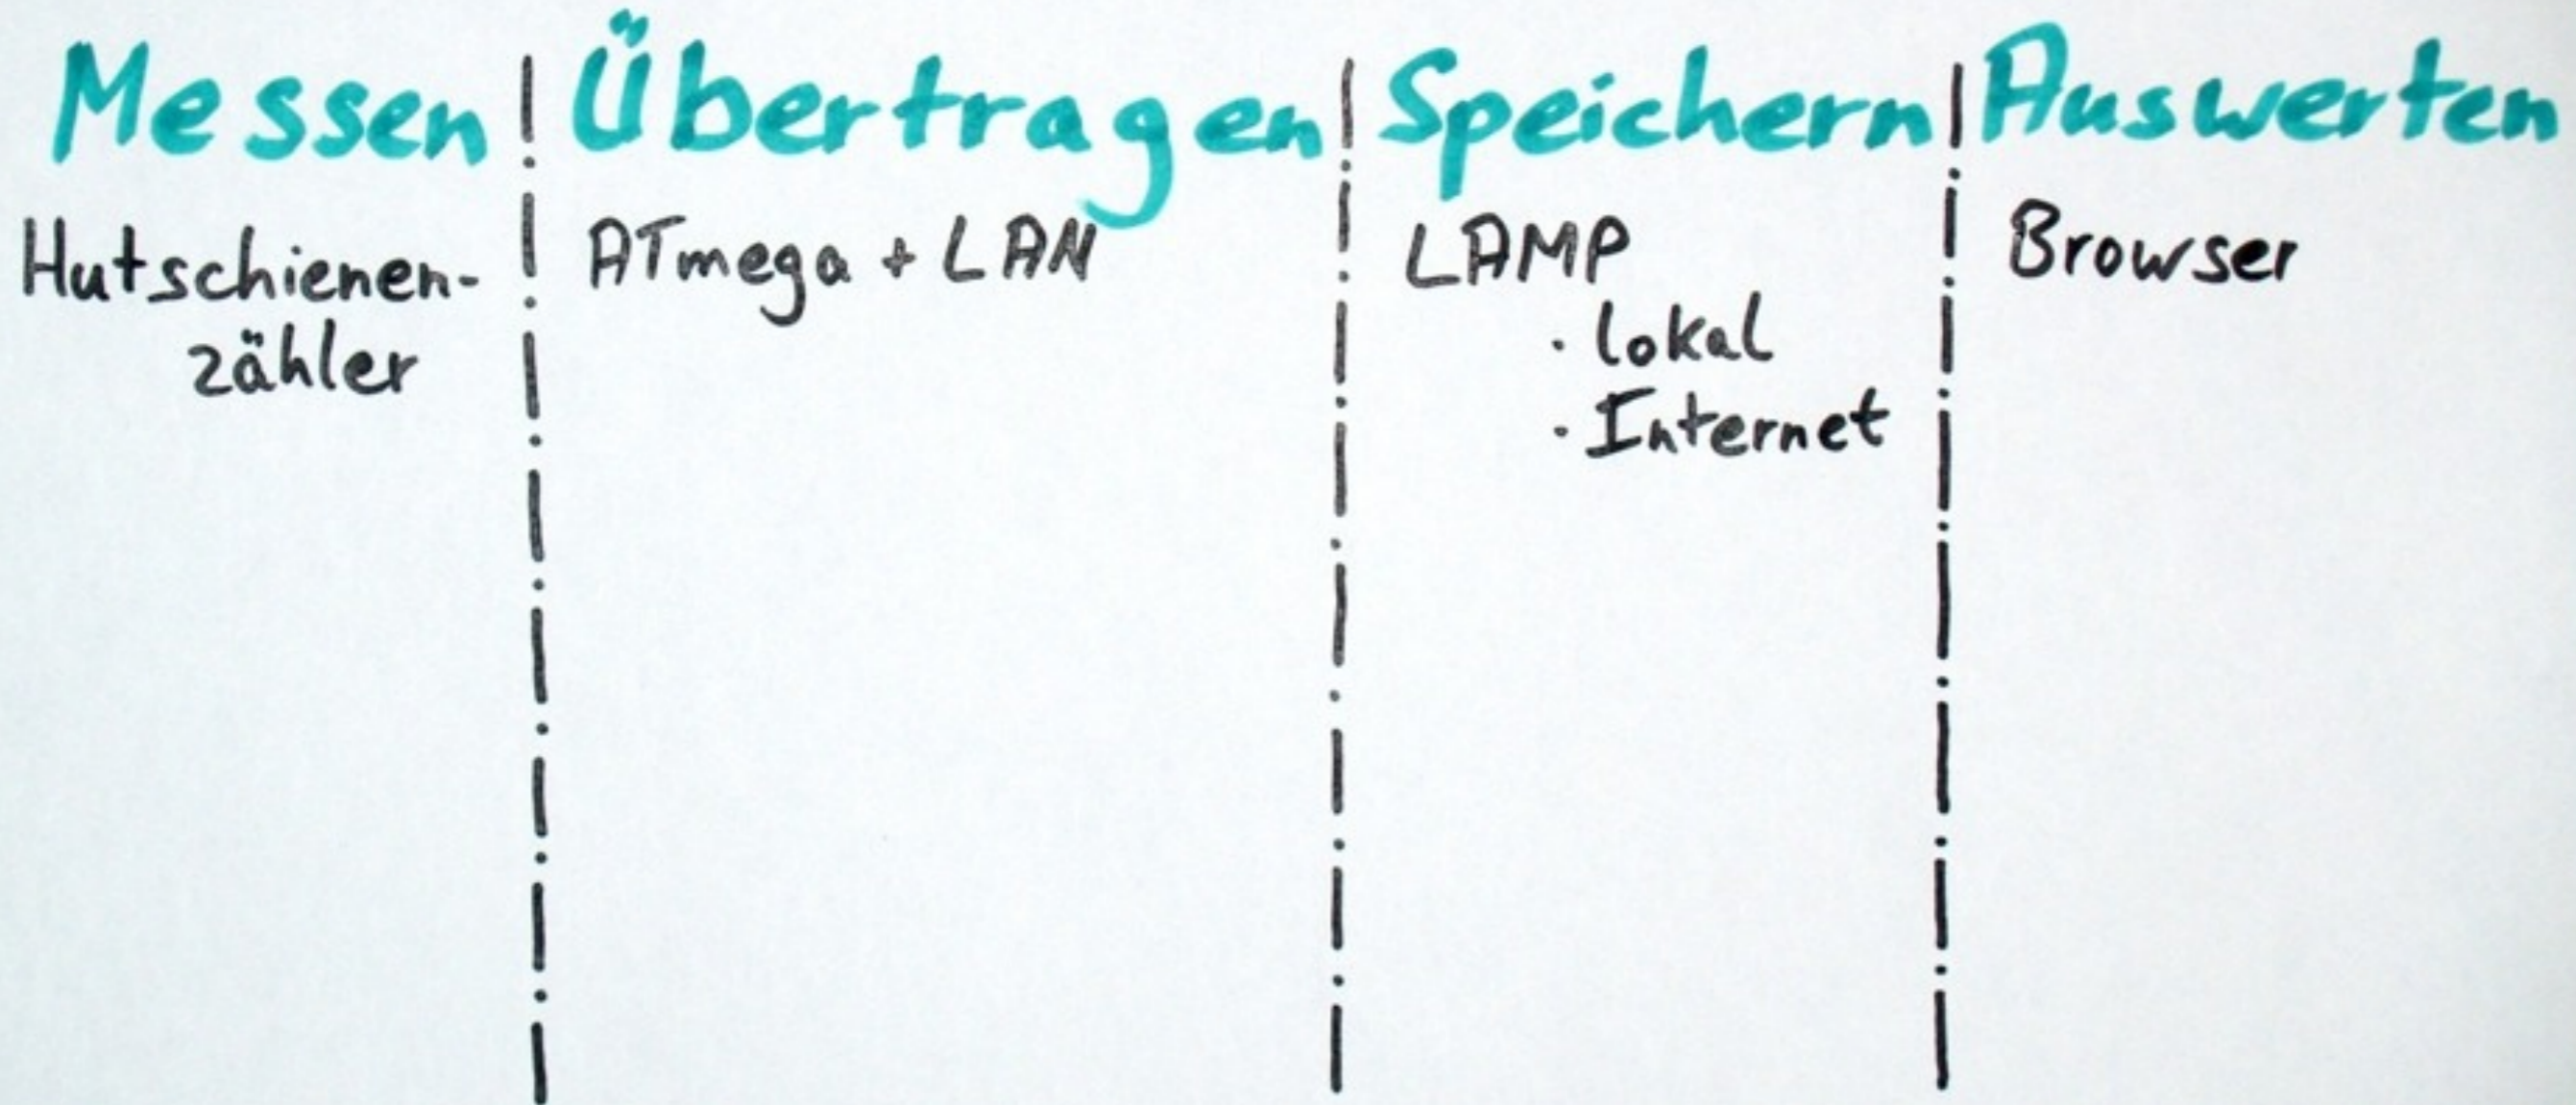 Messen
Übertragen
Speichern
Auswerten
Hutschienen-
zähler
ATmega + LAN
LAMP
· lokal
· Internet
Browser